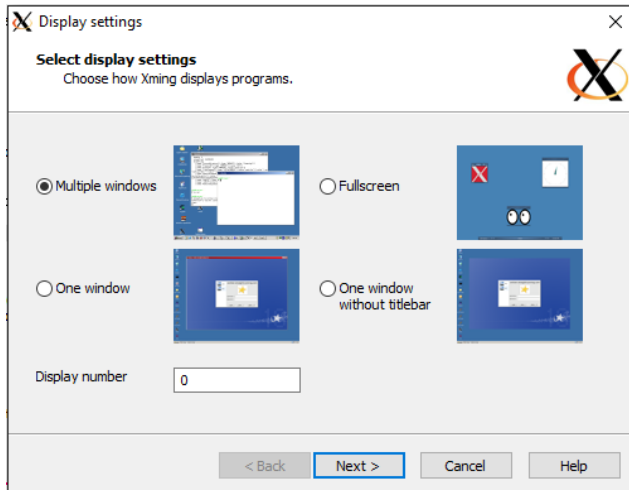 Display settings
Select display settings
Choose how Xming displays programs.
Multiple windows
Fullscreen
One window
One window
without titlebar
Display number
0
< Back
Next >
Cancel
Help